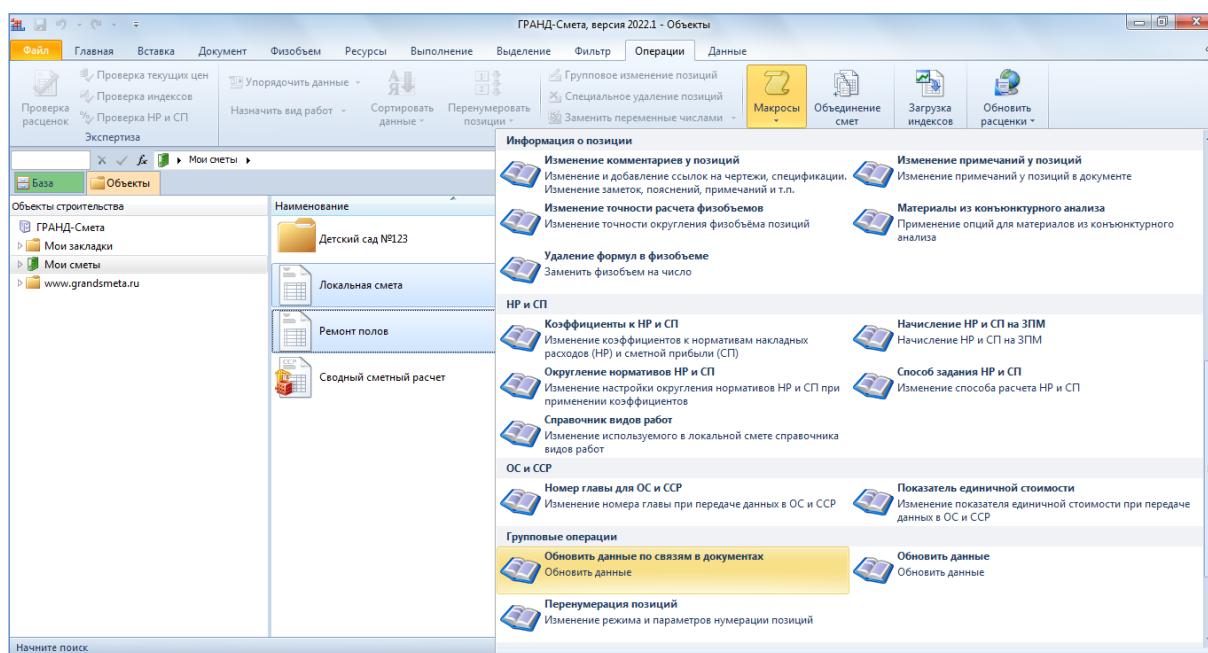 ГРАНД-Смета, версия 2022.1 - Объекты
Файл Главная Вставка Документ Физобъем Ресурсы Выполнение Выделение Фильтр Операции Данные
Проверка расценок
Проверка текущих цен
Проверка индексов
Проверка НР и СП
Экспертиза
Упорядочить данные
Назначить вид работ
Сортировать данные
Перенумеровать позиции
Групповое изменение позиций
Специальное удаление позиций
Заменить переменные числами
Макросы
Объединение смет
Загрузка индексов
Обновить расценки
fx Мои сметы
База Объекты
Объекты строительства
ГРАНД-Смета
Мои закладки
Мои сметы
www.grandsmeta.ru
Наименование
Детский сад №123
Локальная смета
Ремонт полов
ССР
Сводный сметный расчет
Информация о позиции
Изменение комментариев у позиций
Изменение и добавление ссылок на чертежи, спецификации.
Изменение заметок, пояснений, примечаний и т.п.
Изменение примечаний у позиций
Изменение примечаний у позиций в документе
Изменение точности расчета физобъемов
Изменение точности округления физобъёма позиций
Материалы из конъюнктурного анализа
Применение опций для материалов из конъюнктурного
анализа
Удаление формул в физобъеме
Заменить физобъем на число
НР и СП
Коэффициенты к НР и СП
Изменение коэффициентов к нормативам накладных
расходов (НР) и сметной прибыли (СП)
Начисление НР и СП на ЗПМ
Начисление НР и СП на ЗПМ
Округление нормативов НР и СП
Изменение настройки округления нормативов НР и СП при
применении коэффициентов
Способ задания НР и СП
Изменение способа расчета НР и СП
Справочник видов работ
Изменение используемого в локальной смете справочника
видов работ
ОС и ССР
Номер главы для ОС и ССР
Изменение номера главы при передаче данных в ОС и ССР
Показатель единичной стоимости
Изменение показателя единичной стоимости при передаче
данных в ОС и ССР
Групповые операции
Обновить данные по связям в документах
Обновить данные
Обновить данные
Обновить данные
Перенумерация позиций
Изменение режима и параметров нумерации позиций
Начните поиск